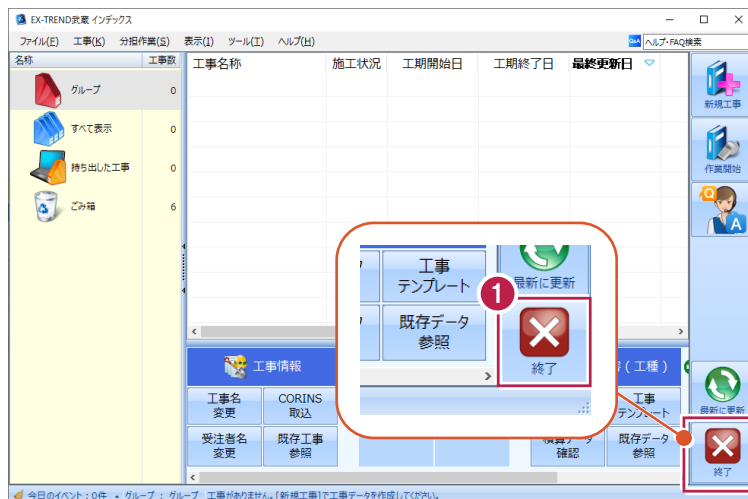 EX-TREND武蔵 インデックス
ファイル(F) 工事(K) 分担作業(S) 表示(I) ツール(T) ヘルプ(H)
Q&A ヘルプ・FAQ検索
名称 工事数
グループ 0
すべて表示 0
持ち出した工事 0
ごみ箱 6
工事名称 施工状況 工期開始日 工期終了日 最終更新日
新規工事
作業開始
Q
A
工事
テンプレート
最新に更新
1
既存データ
参照
終了
工事情報
(工種)
工事名
変更
CORINS
取込
工事
テンプレート
最新に更新
受注者名
変更
既存工事
参照
積算データ
確認
既存データ
参照
終了
今日のイベント:0件 グループ : グループ 工事がありません。[新規工事]で工事データを作成してください。